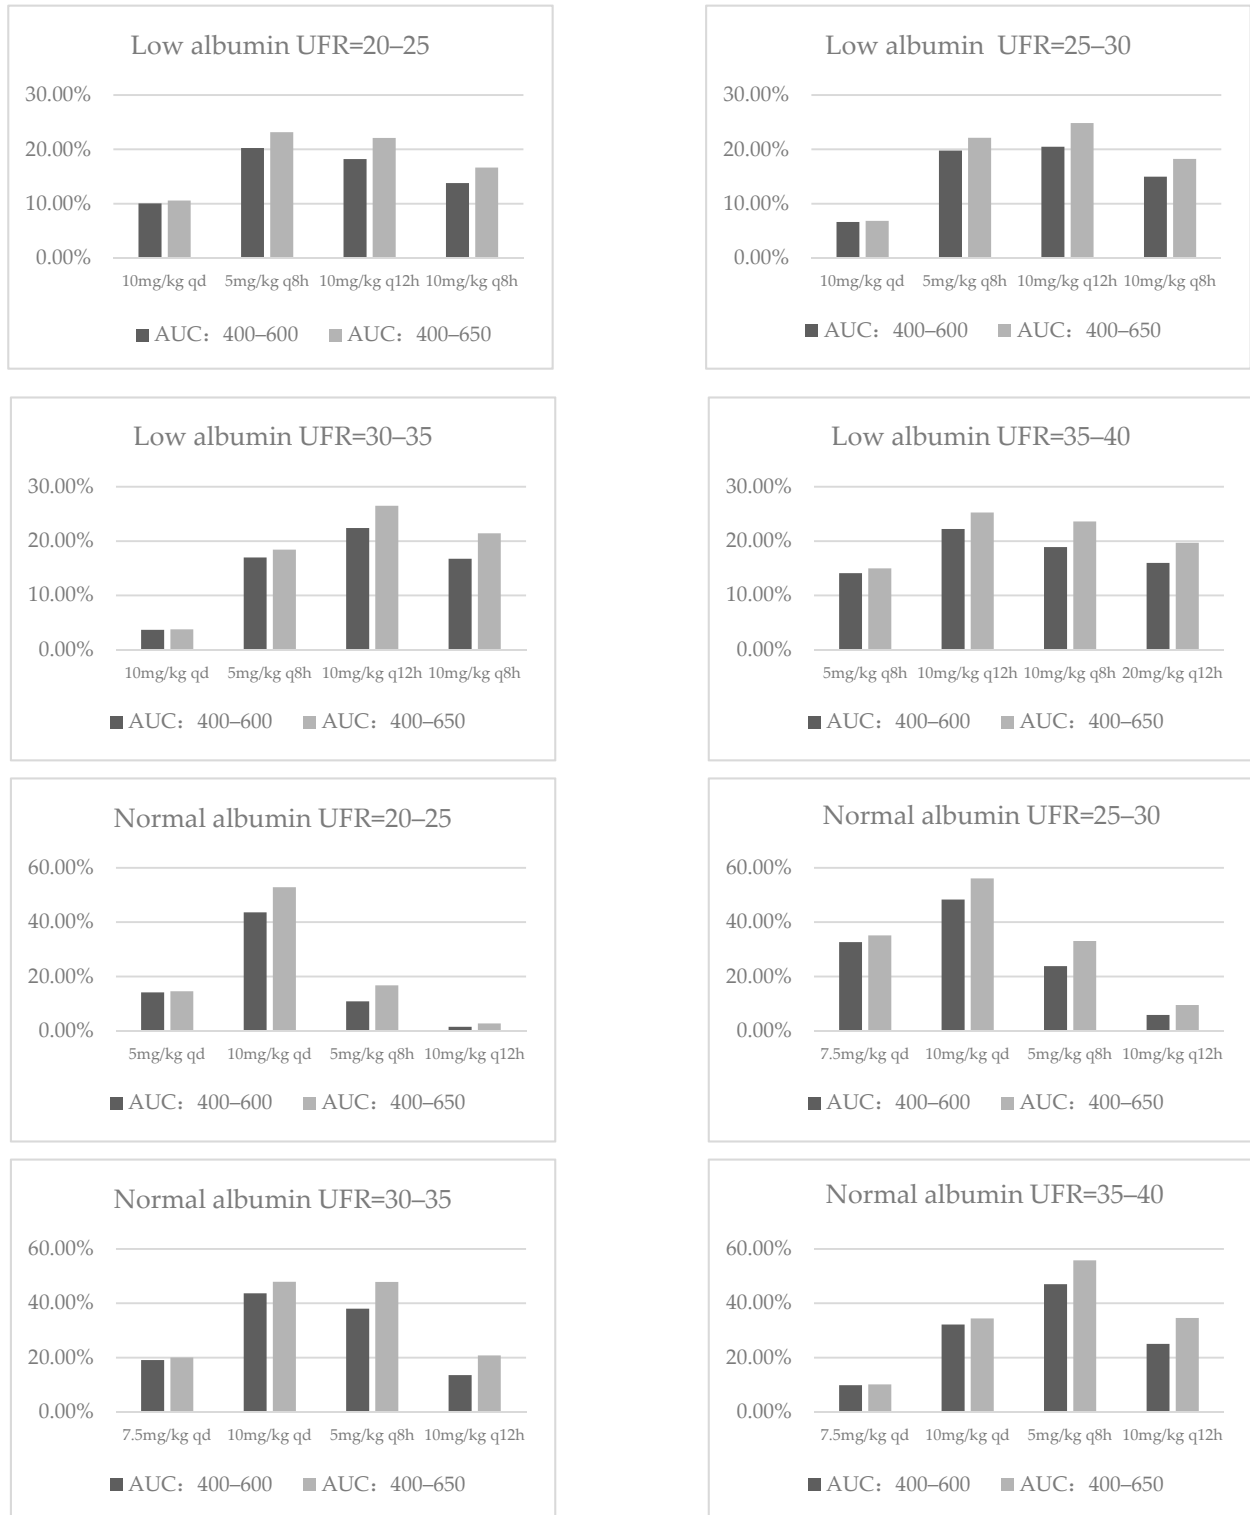 Low albumin UFR=20–25
30.00%
20.00%
10.00%
0.00%
10mg/kg qd 5mg/kg q8h 10mg/kg q12h 10mg/kg q8h
AUC：400–600 AUC：400–650
Low albumin UFR=25–30
30.00%
20.00%
10.00%
0.00%
10mg/kg qd 5mg/kg q8h 10mg/kg q12h 10mg/kg q8h
AUC：400–600 AUC：400–650
Low albumin UFR=30–35
30.00%
20.00%
10.00%
0.00%
10mg/kg qd 5mg/kg q8h 10mg/kg q12h 10mg/kg q8h
AUC：400–600 AUC：400–650
Low albumin UFR=35–40
30.00%
20.00%
10.00%
0.00%
5mg/kg q8h 10mg/kg q12h 10mg/kg q8h 20mg/kg q12h
AUC：400–600 AUC：400–650
Normal albumin UFR=20–25
60.00%
40.00%
20.00%
0.00%
5mg/kg qd 10mg/kg qd 5mg/kg q8h 10mg/kg q12h
AUC：400–600 AUC：400–650
Normal albumin UFR=25–30
60.00%
40.00%
20.00%
0.00%
7.5mg/kg qd 10mg/kg qd 5mg/kg q8h 10mg/kg q12h
AUC：400–600 AUC：400–650
Normal albumin UFR=30–35
60.00%
40.00%
20.00%
0.00%
7.5mg/kg qd 10mg/kg qd 5mg/kg q8h 10mg/kg q12h
AUC：400–600 AUC：400–650
Normal albumin UFR=35–40
60.00%
40.00%
20.00%
0.00%
7.5mg/kg qd 10mg/kg qd 5mg/kg q8h 10mg/kg q12h
AUC：400–600 AUC：400–650